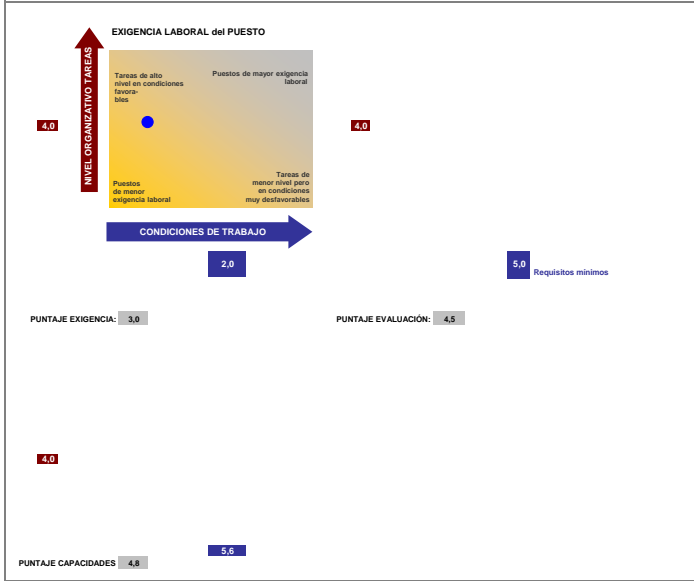 EXIGENCIA LABORAL del PUESTO
NIVEL ORGANIZATIVO TAREAS
Tareas de alto
nivel en condiciones
favora-
bles
Puestos de mayor exigencia
laboral
4,0
4,0
Puestos
de menor
exigencia laboral
Tareas de
menor nivel pero
en condiciones
muy desfavorables
CONDICIONES DE TRABAJO
2,0
5,0
Requisitos mínimos
PUNTAJE EXIGENCIA: 3,0
PUNTAJE EVALUACIÓN: 4,5
4,0
5,6
PUNTAJE CAPACIDADES 4,8